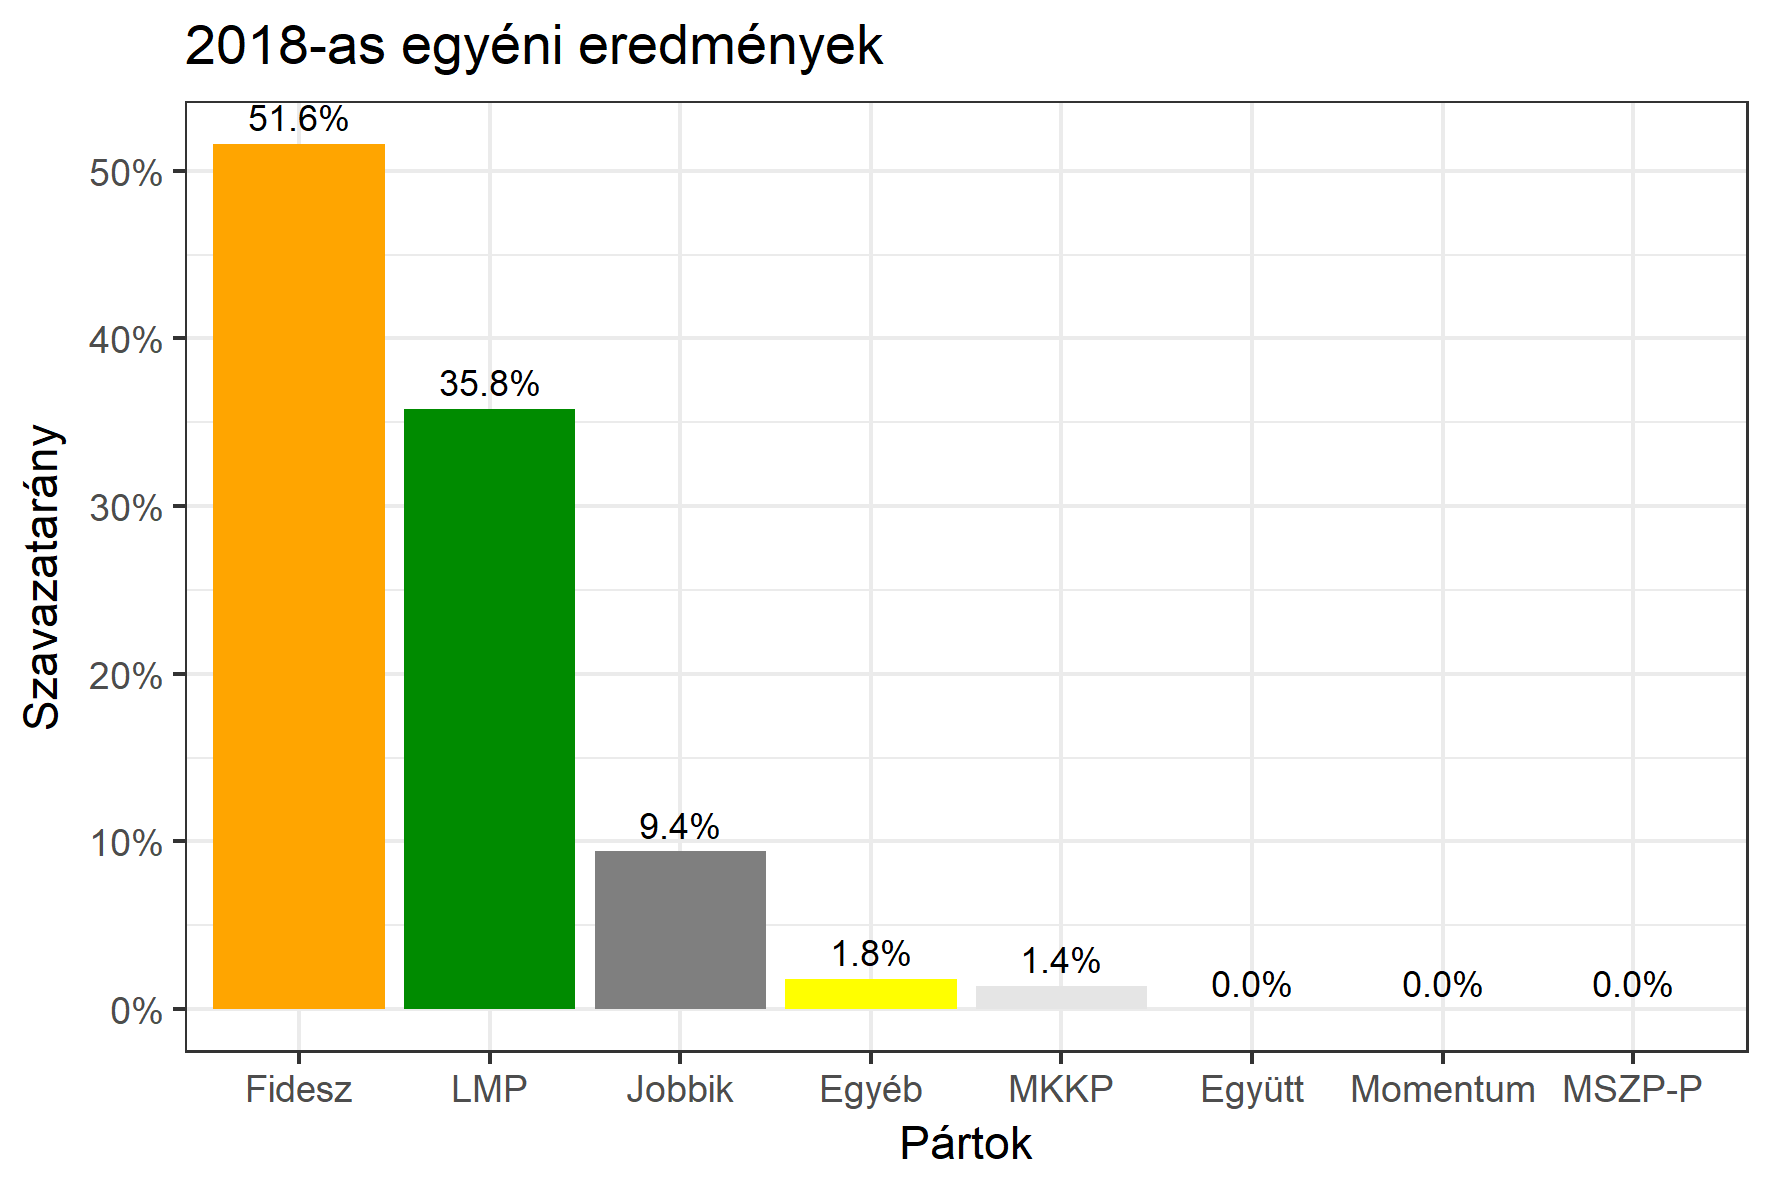 2018-as egyéni eredmények
Szavazatarány
50%
40%
30%
20%
10%
0%
51.6%
35.8%
9.4%
1.8%
1.4%
0.0%
0.0%
0.0%
Fidesz
LMP
Jobbik
Egyéb
MKKP
Együtt
Momentum
MSZP-P
Pártok